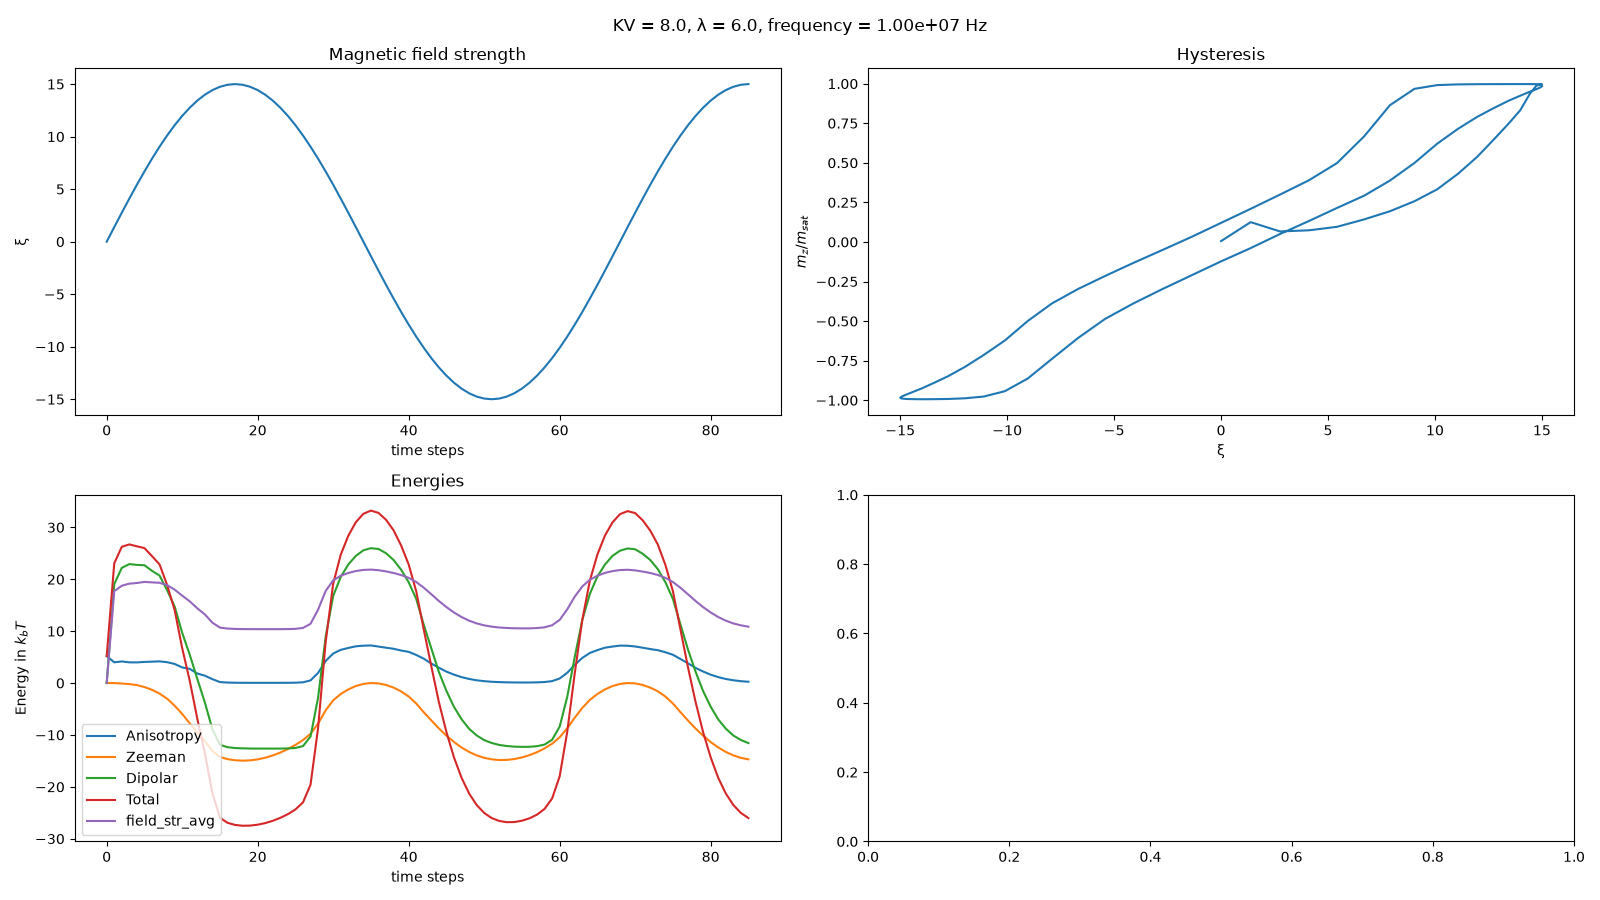 KV = 8.0, λ = 6.0, frequency = 1.00e+07 Hz
Magnetic field strength
15
10
5
0
−5
−10
−15
ξ
0 20 40 60 80
time steps
Hysteresis
1.00
0.75
0.50
0.25
0.00
−0.25
−0.50
−0.75
−1.00
m_z/m_sat
−15 −10 −5 0 5 10 15
ξ
Energies
30
20
10
0
−10
−20
−30
Energy in k_bT
Anisotropy
Zeeman
Dipolar
Total
field_str_avg
0 20 40 60 80
time steps
1.0
0.8
0.6
0.4
0.2
0.0
0.0 0.2 0.4 0.6 0.8 1.0